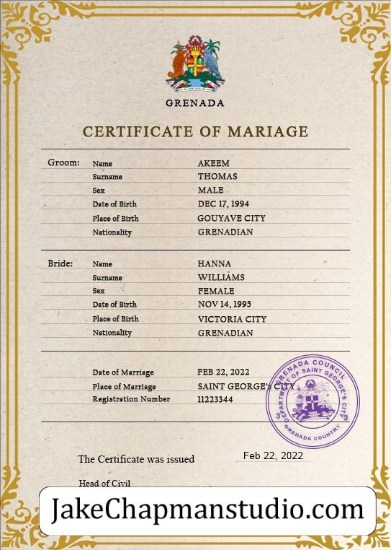 GRENADA
CERTIFICATE OF MARIAGE
Groom: Name AKEEM
Surname THOMAS
Sex MALE
Date of Birth DEC 17, 1994
Place of Birth GOUYAVE CITY
Nationality GRENADIAN
Bride: Name HANNA
Surname WILLIÁMS
Sex FEMALE
Date of Birth NOV 14, 1995
Place of Birth VICTORIA CITY
Nationality GRENADIAN
Date of Marriage FEB 22, 2022
Place of Marriage SAINT GEORGE'S CITY
Registration Number 11223344
GRENADA COUNCIL
DEPARTMENT OF SAINT GEORGE'S CITY
GRENADA COUNTRY
The Certificate was issued Feb 22, 2022
Head of Civil
JakeChapmanstudio.com